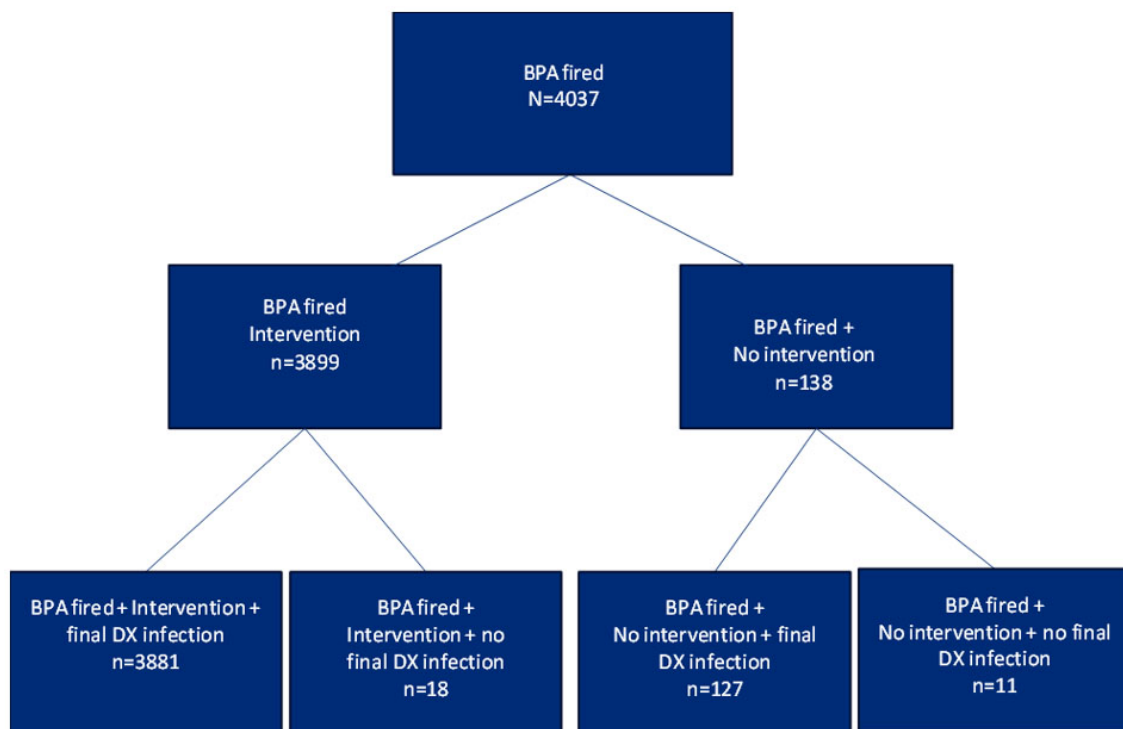 BPA fired
N=4037
BPA fired
Intervention
n=3899
BPA fired +
No intervention
n=138
BPA fired + Intervention +
final DX infection
n=3881
BPA fired +
Intervention + no
final DX infection
n=18
BPA fired +
No intervention + final
DX infection
n=127
BPA fired +
No intervention + no final
DX infection
n=11